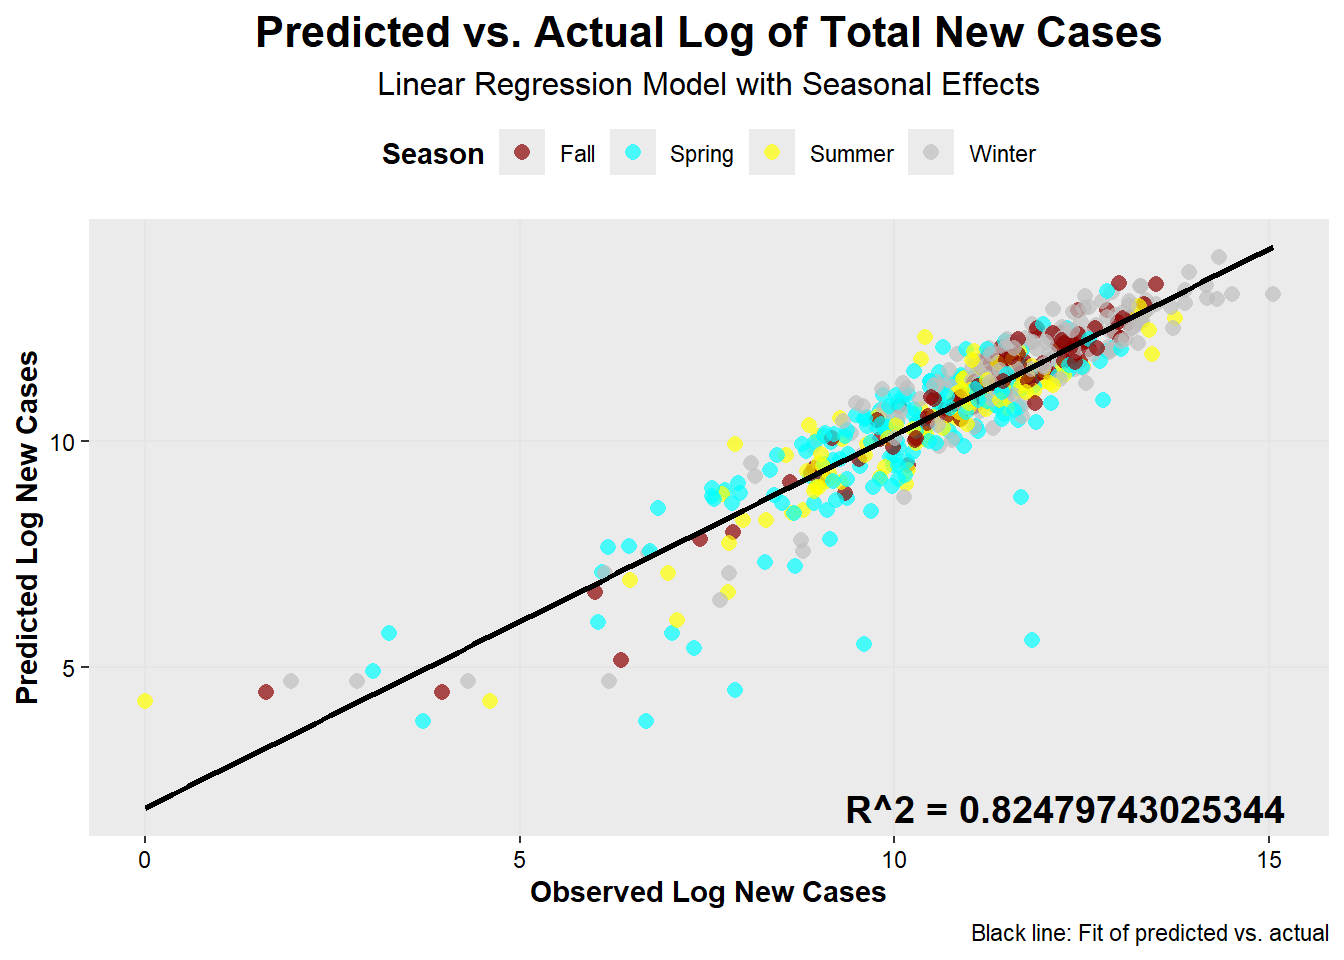 Predicted vs. Actual Log of Total New Cases
Linear Regression Model with Seasonal Effects
Season Fall Spring Summer Winter
Predicted Log New Cases
10
5
R^2 = 0.82479743025344
0 5 10 15
Observed Log New Cases
Black line: Fit of predicted vs. actual